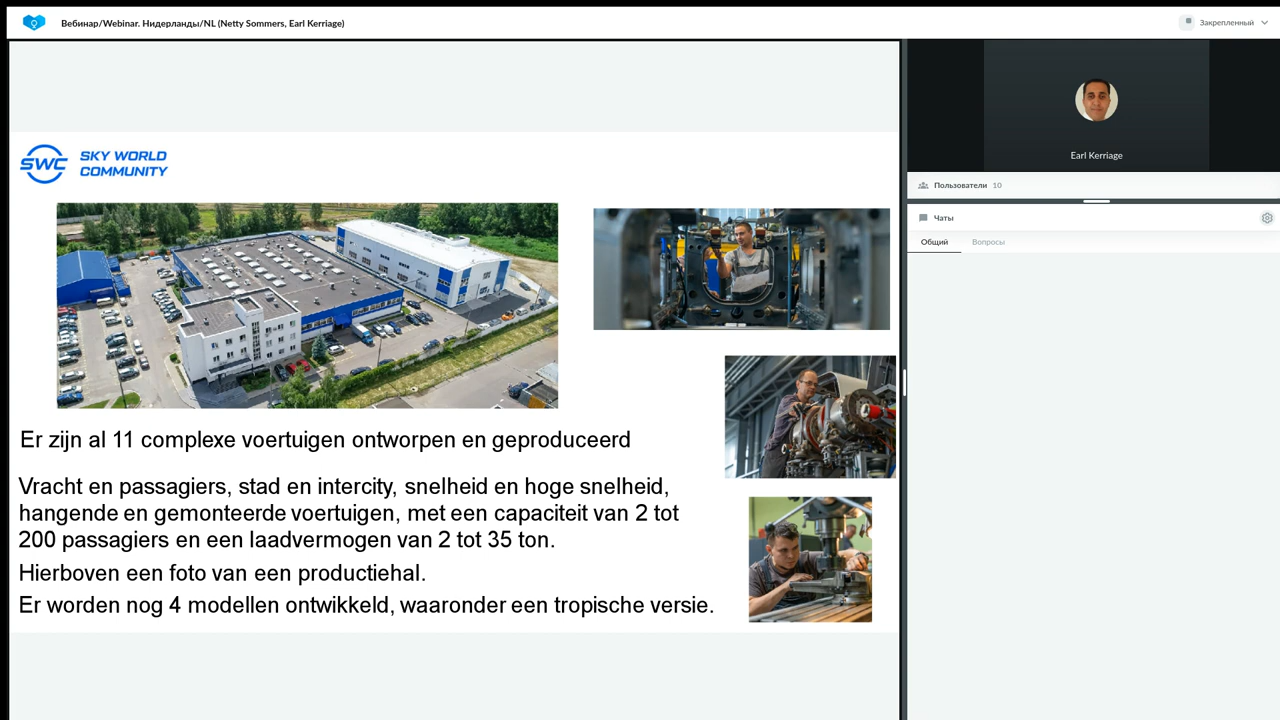 Вебинар/Webinar. Нидерланды/NL (Netty Sommers, Earl Kerriage)
Закрепленный
SWC
SKY WORLD
COMMUNITY
Er zijn al 11 complexe voertuigen ontworpen en geproduceerd
Vracht en passagiers, stad en intercity, snelheid en hoge snelheid,
hangende en gemonteerde voertuigen, met een capaciteit van 2 tot
200 passagiers en een laadvermogen van 2 tot 35 ton.
Hierboven een foto van een productiehal.
Er worden nog 4 modellen ontwikkeld, waaronder een tropische versie.
Earl Kerriage
Пользователи 10
Чаты
Общий Вопросы